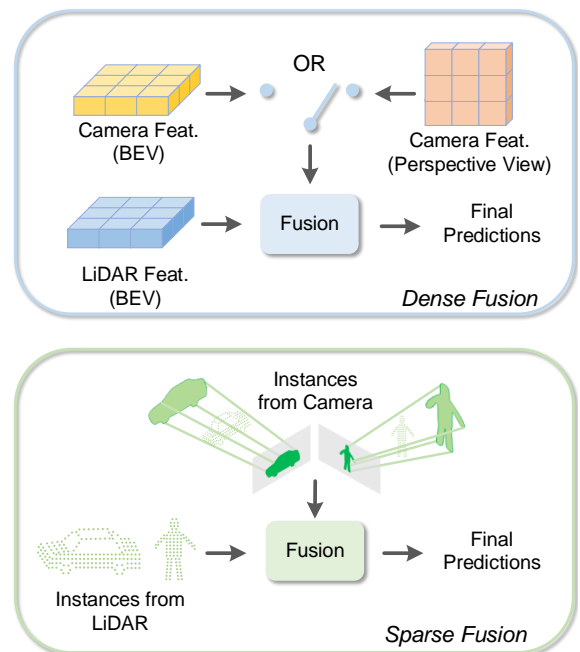 OR
Camera Feat.
(BEV)
Camera Feat.
(Perspective View)
Fusion
Final
Predictions
LiDAR Feat.
(BEV)
Dense Fusion
Instances
from Camera
Fusion
Final
Predictions
Instances from
LiDAR
Sparse Fusion